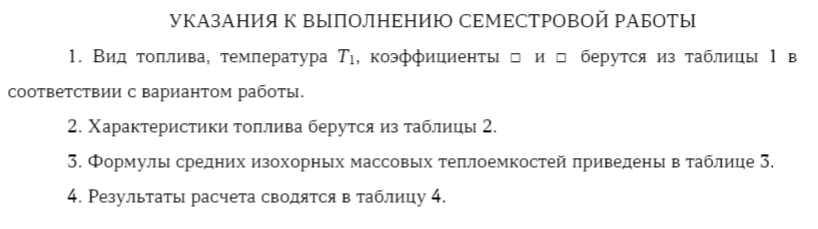 УКАЗАНИЯ К ВЫПОЛНЕНИЮ СЕМЕСТРОВОЙ РАБОТЫ
1. Вид топлива, температура T₁, коэффициенты □ и □ берутся из таблицы 1 в
соответствии с вариантом работы.
2. Характеристики топлива берутся из таблицы 2.
3. Формулы средних изохорных массовых теплоемкостей приведены в таблице 3.
4. Результаты расчета сводятся в таблицу 4.